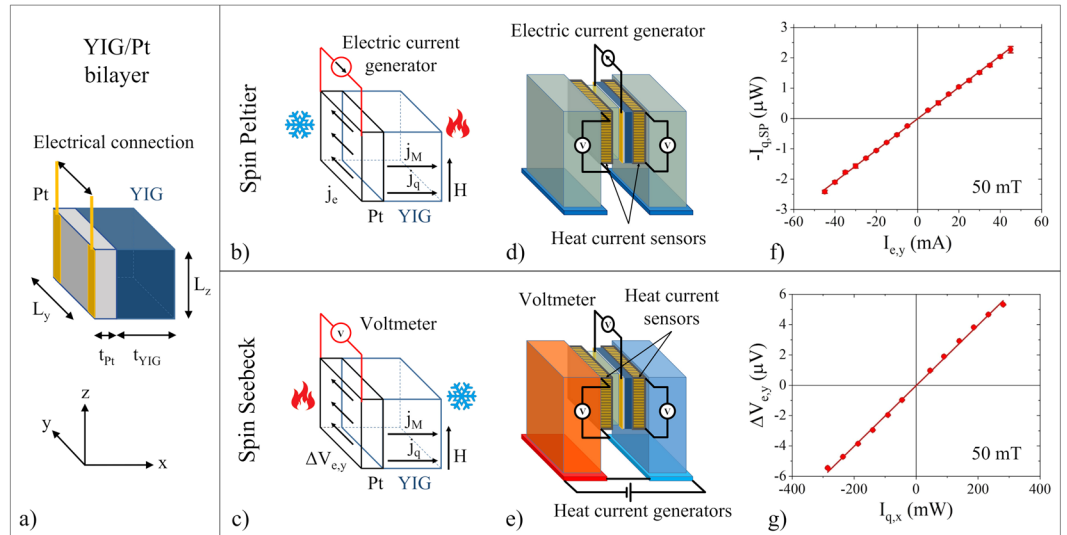 YIG/Pt
bilayer
Electrical connection
Pt
YIG
L_y
L_z
t_Pt
t_YIG
z
y
x
a)
Spin Peltier
Electric current
generator
j_M
j_q
H
j_e
Pt
YIG
b)
Electric current generator
V
V
Heat current sensors
d)
-I_q,SP (μW)
3
2
1
0
-1
-2
-3
-60
-40
-20
0
20
40
60
50 mT
I_e,y (mA)
f)
Spin Seebeck
V
Voltmeter
j_M
j_q
H
ΔV_e,y
Pt
YIG
c)
Voltmeter
Heat current
sensors
V
V
V
Heat current generators
e)
ΔV_e,y (μV)
6
4
2
0
-2
-4
-6
-400
-200
0
200
400
50 mT
I_q,x (mW)
g)